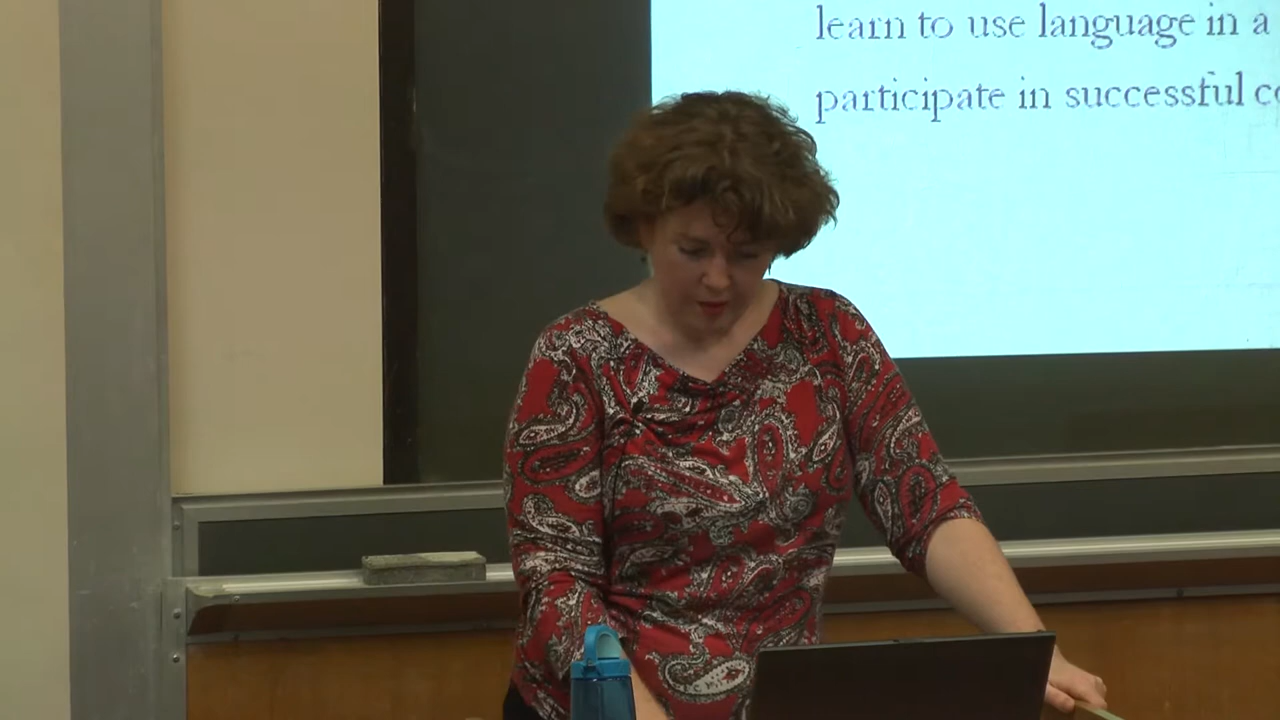 learn to use language in a
participate in successful